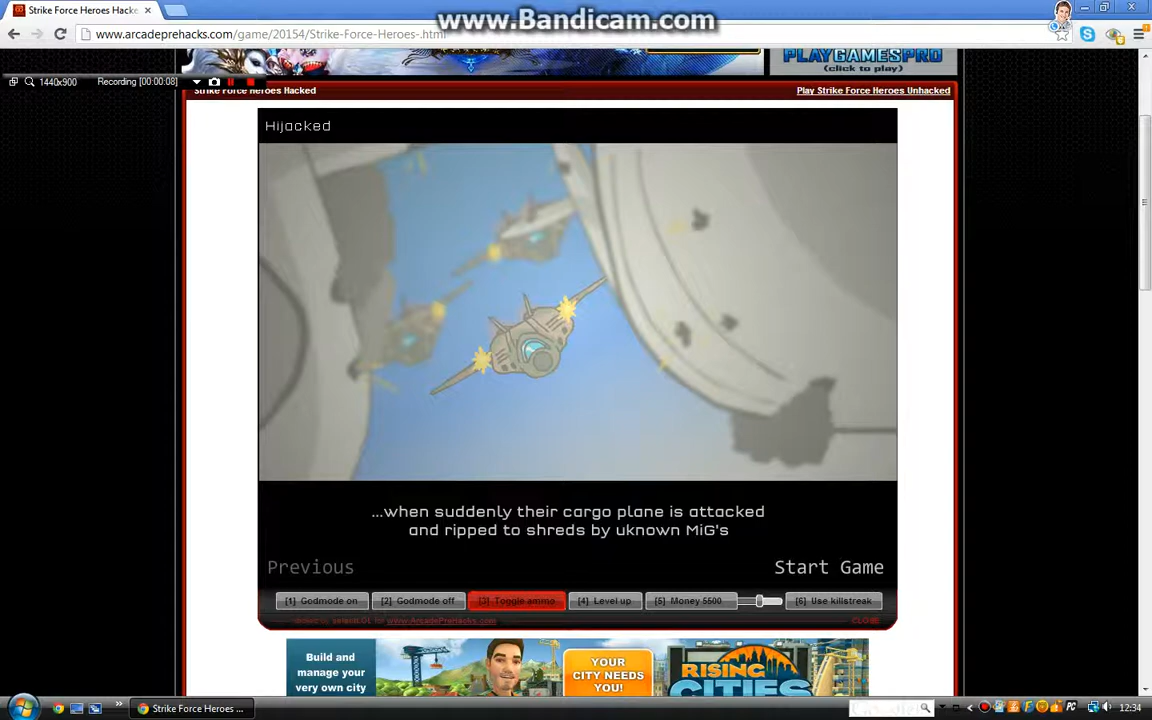 Strike Force Heroes Hacke
www.Bandicam.com
www.arcadeprehacks.com/game/20154/Strike-Force-Heroes-.html
1440x900 Recording [00:00:08]
PLAYGAMESPRO
(click to play)
Strike Force Heroes Hacked
Play Strike Force Heroes Unhacked
Hijacked
...when suddenly their cargo plane is attacked
and ripped to shreds by uknown MiG's
Previous
Start Game
[1] Godmode on
[2] Godmode off
[3] Toggle ammo
[4] Level up
[5] Money 5500
[6] Use killstreak
www.ArcadePreHacks.com
CLOSE
Build and
manage your
very own city
YOUR
CITY NEEDS
YOU!
RISING
CITIES
Strike Force Heroes ...
12:34